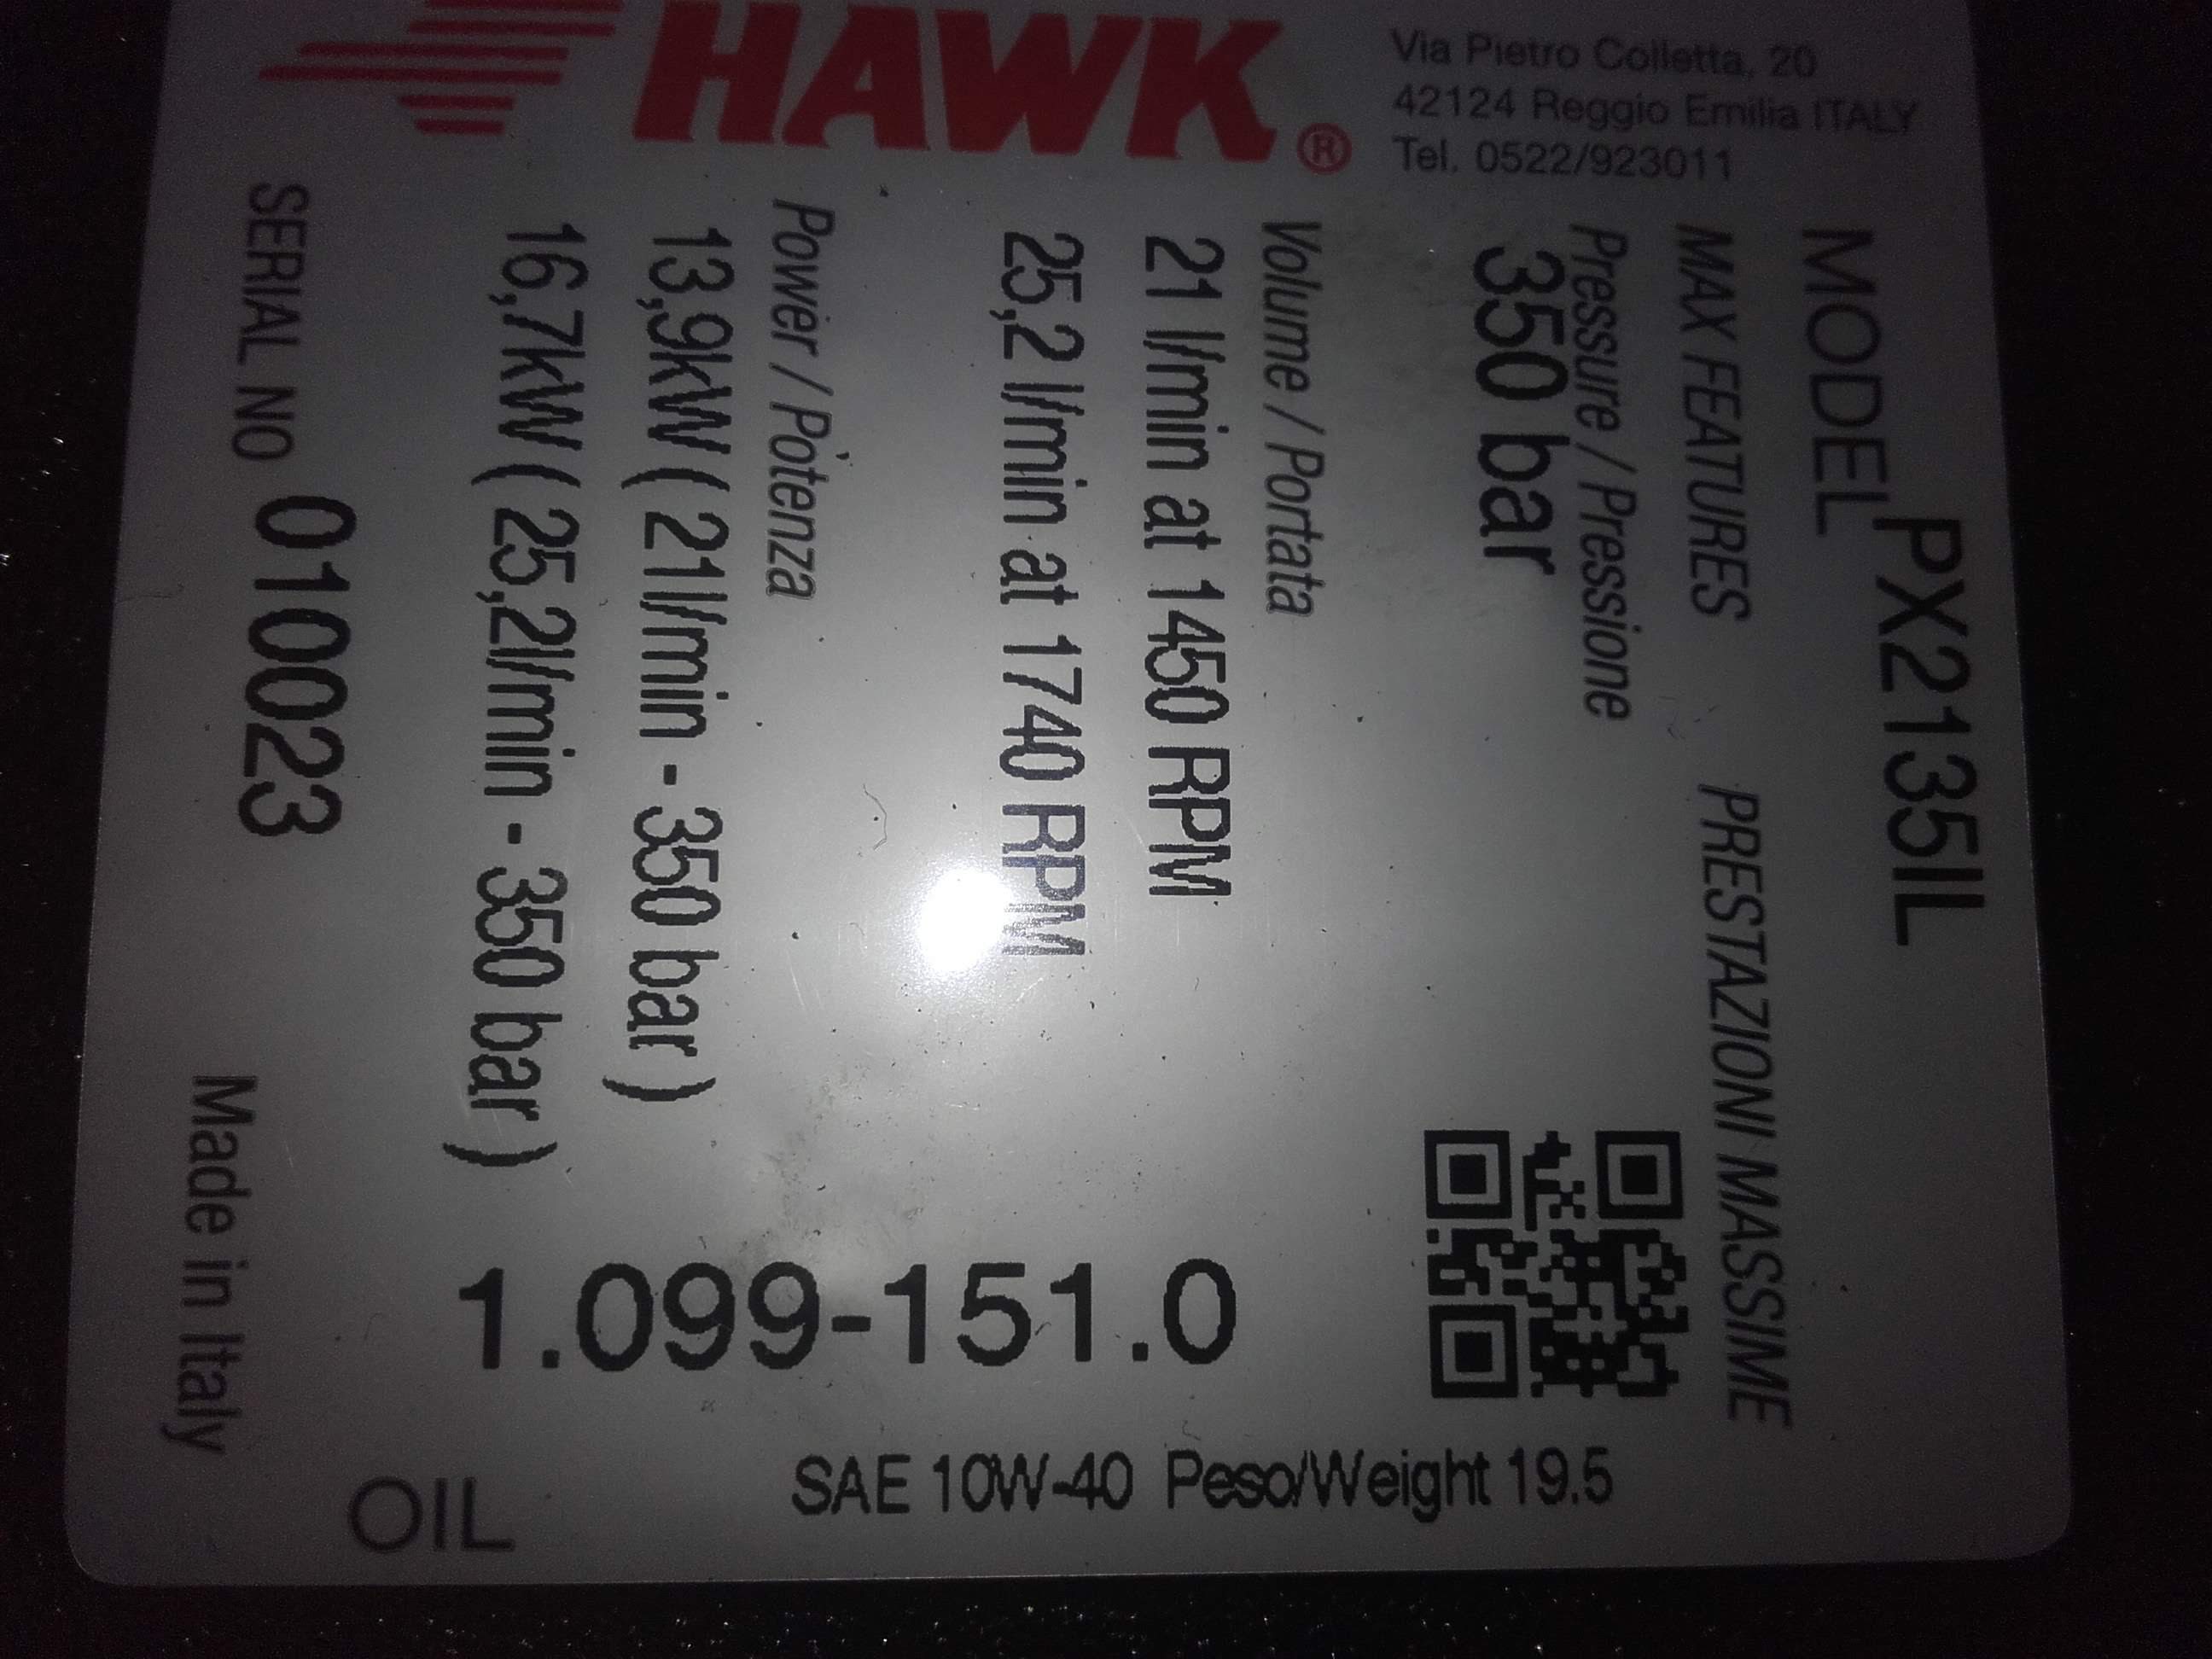 HAWK®
Via Pietro Colletta, 20
42124 Reggio Emilia ITALY
Tel. 0522/923011
MODEL PX2135IL
MAX FEATURES PRESTAZIONI MASSIME
Pressure / Pressione
350 bar
Volume / Portata
21 l/min at 1450 RPM
25,2 l/min at 1740 RPM
Power / Potenza
13,9kW ( 21l/min - 350 bar )
16,7kW ( 25,2l/min - 350 bar )
SERIAL NO 010023
Made in Italy
1.099-151.0
SAE 10W-40 Peso/Weight 19.5
OIL